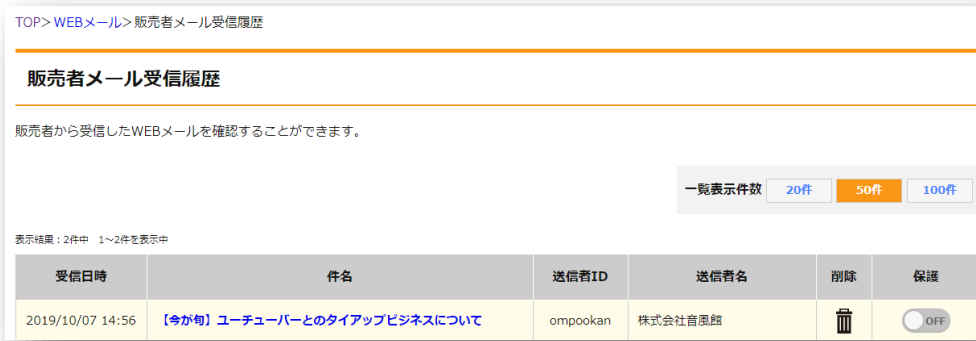 TOP>WEBメール>販売者メール受信履歴
販売者メール受信履歴
販売者から受信したWEBメールを確認することができます。
一覧表示件数 20件 50件 100件
表示結果：2件中 1～2件を表示中
受信日時 件名 送信者ID 送信者名 削除 保護
2019/10/07 14:56 【今が旬】ユーチューバーとのタイアップビジネスについて ompookan 株式会社音風館 OFF